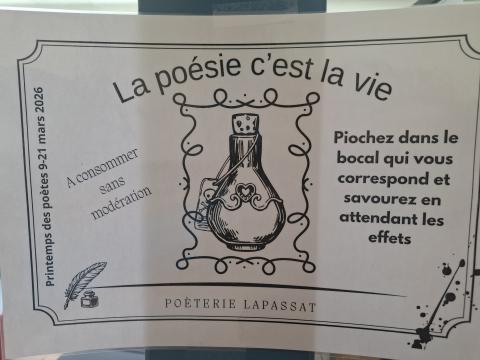 La poésie c'est la vie
Printemps des poètes 9-21 mars 2026
A consommer
sans
modération
Piochez dans le
bocal qui vous
correspond et
savourez en
attendant les
effets
POÈTERIE LAPASSAT